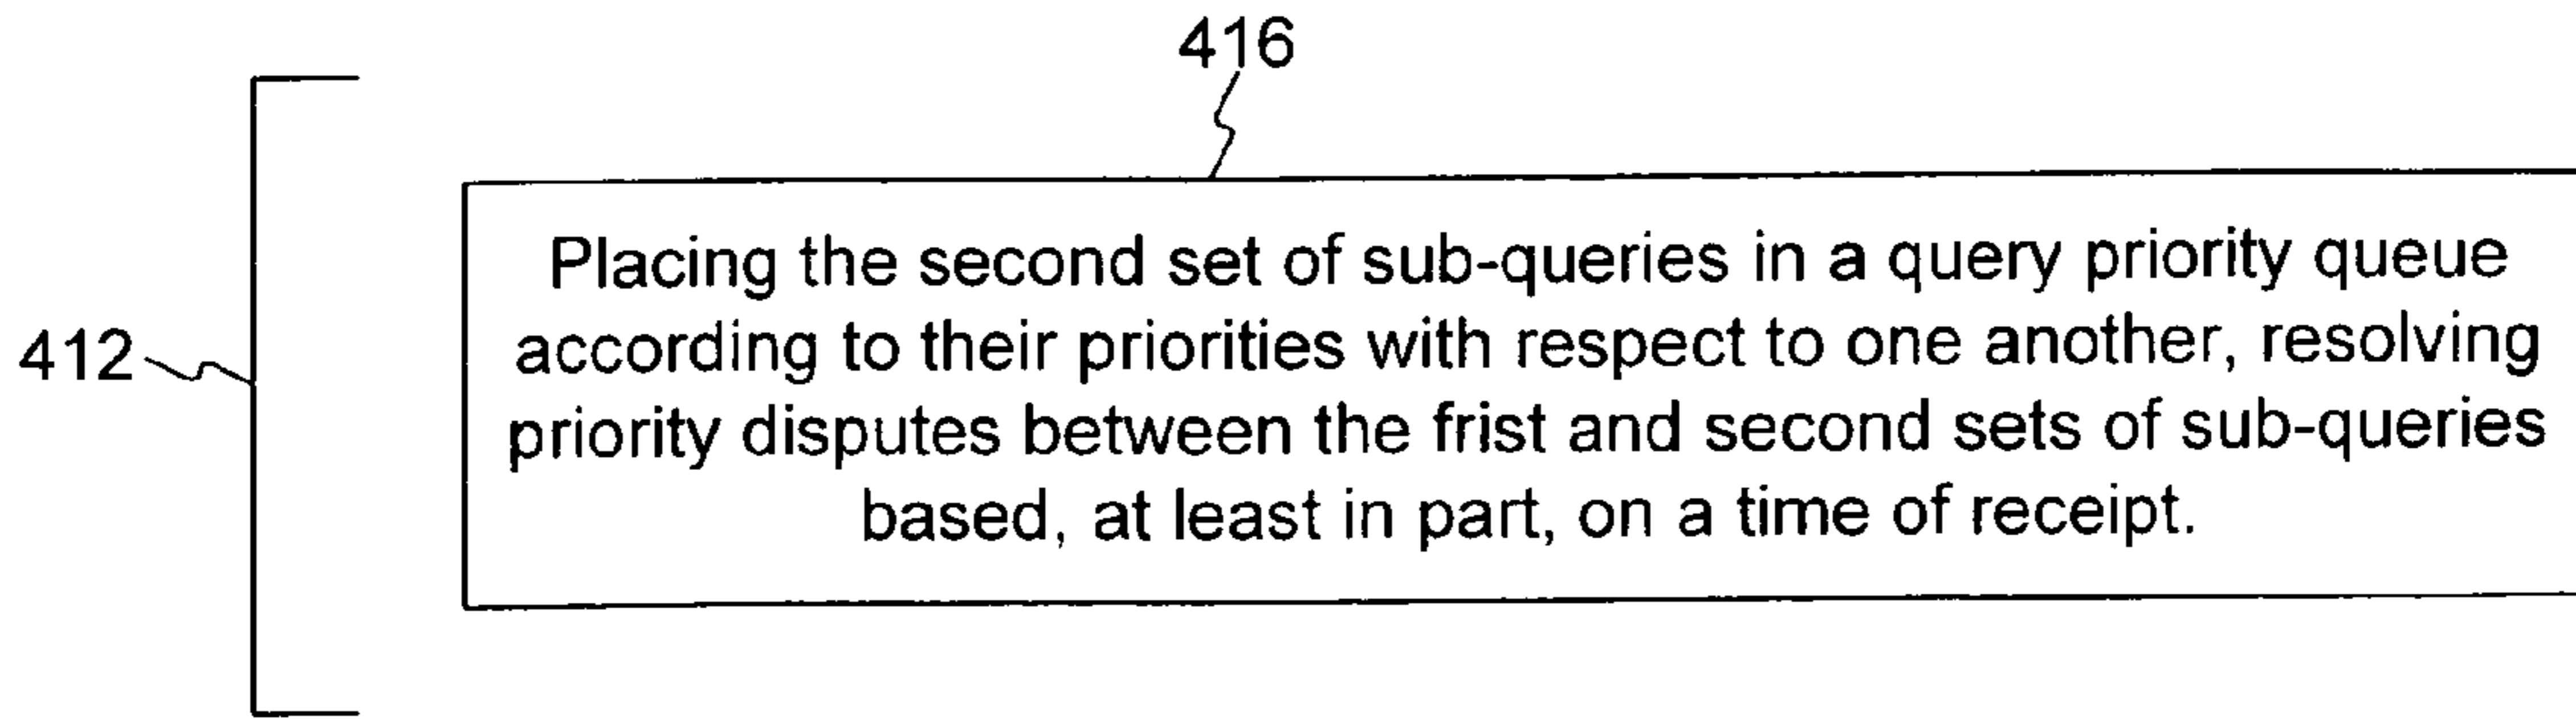 416
412
Placing the second set of sub-queries in a query priority queue
according to their priorities with respect to one another, resolving
priority disputes between the frist and second sets of sub-queries
based, at least in part, on a time of receipt.